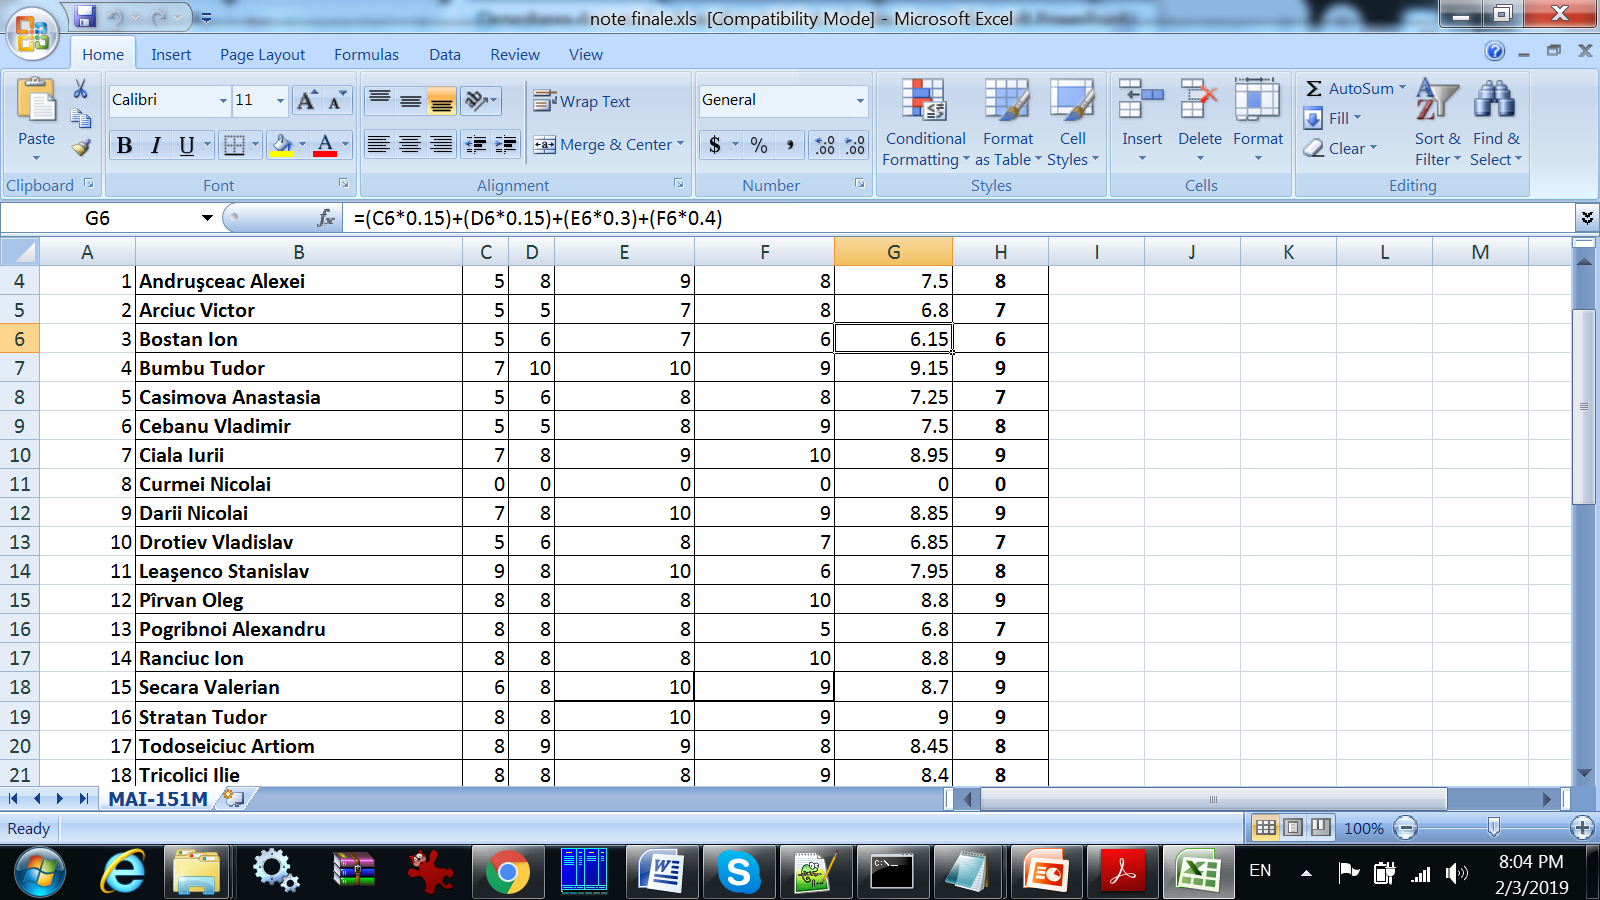 note finale.xls [Compatibility Mode] - Microsoft Excel
Home Insert Page Layout Formulas Data Review View
Paste
Calibri 11
B I U
Wrap Text
Merge & Center
General
$ % ,
Conditional Formatting
Format as Table
Cell Styles
Insert Delete Format
AutoSum
Fill
Clear
Sort & Filter
Find & Select
Clipboard Font Alignment Number Styles Cells Editing
G6 fx =(C6*0.15)+(D6*0.15)+(E6*0.3)+(F6*0.4)
A B C D E F G H I J K L M
4 1 Andruşceac Alexei 5 8 9 8 7.5 8
5 2 Arciuc Victor 5 5 7 8 6.8 7
6 3 Bostan Ion 5 6 7 6 6.15 6
7 4 Bumbu Tudor 7 10 10 9 9.15 9
8 5 Casimova Anastasia 5 6 8 8 7.25 7
9 6 Cebanu Vladimir 5 5 8 9 7.5 8
10 7 Ciala Iurii 7 8 9 10 8.95 9
11 8 Curmei Nicolai 0 0 0 0 0 0
12 9 Darii Nicolai 7 8 10 9 8.85 9
13 10 Drotiev Vladislav 5 6 8 7 6.85 7
14 11 Leaşenco Stanislav 9 8 10 6 7.95 8
15 12 Pîrvan Oleg 8 8 8 10 8.8 9
16 13 Pogribnoi Alexandru 8 8 8 5 6.8 7
17 14 Ranciuc Ion 8 8 8 10 8.8 9
18 15 Secara Valerian 6 8 10 9 8.7 9
19 16 Stratan Tudor 8 8 10 9 9 9
20 17 Todoseiciuc Artiom 8 9 9 8 8.45 8
21 18 Tricolici Ilie 8 8 8 9 8.4 8
MAI-151M
Ready 100%
EN 8:04 PM
2/3/2019